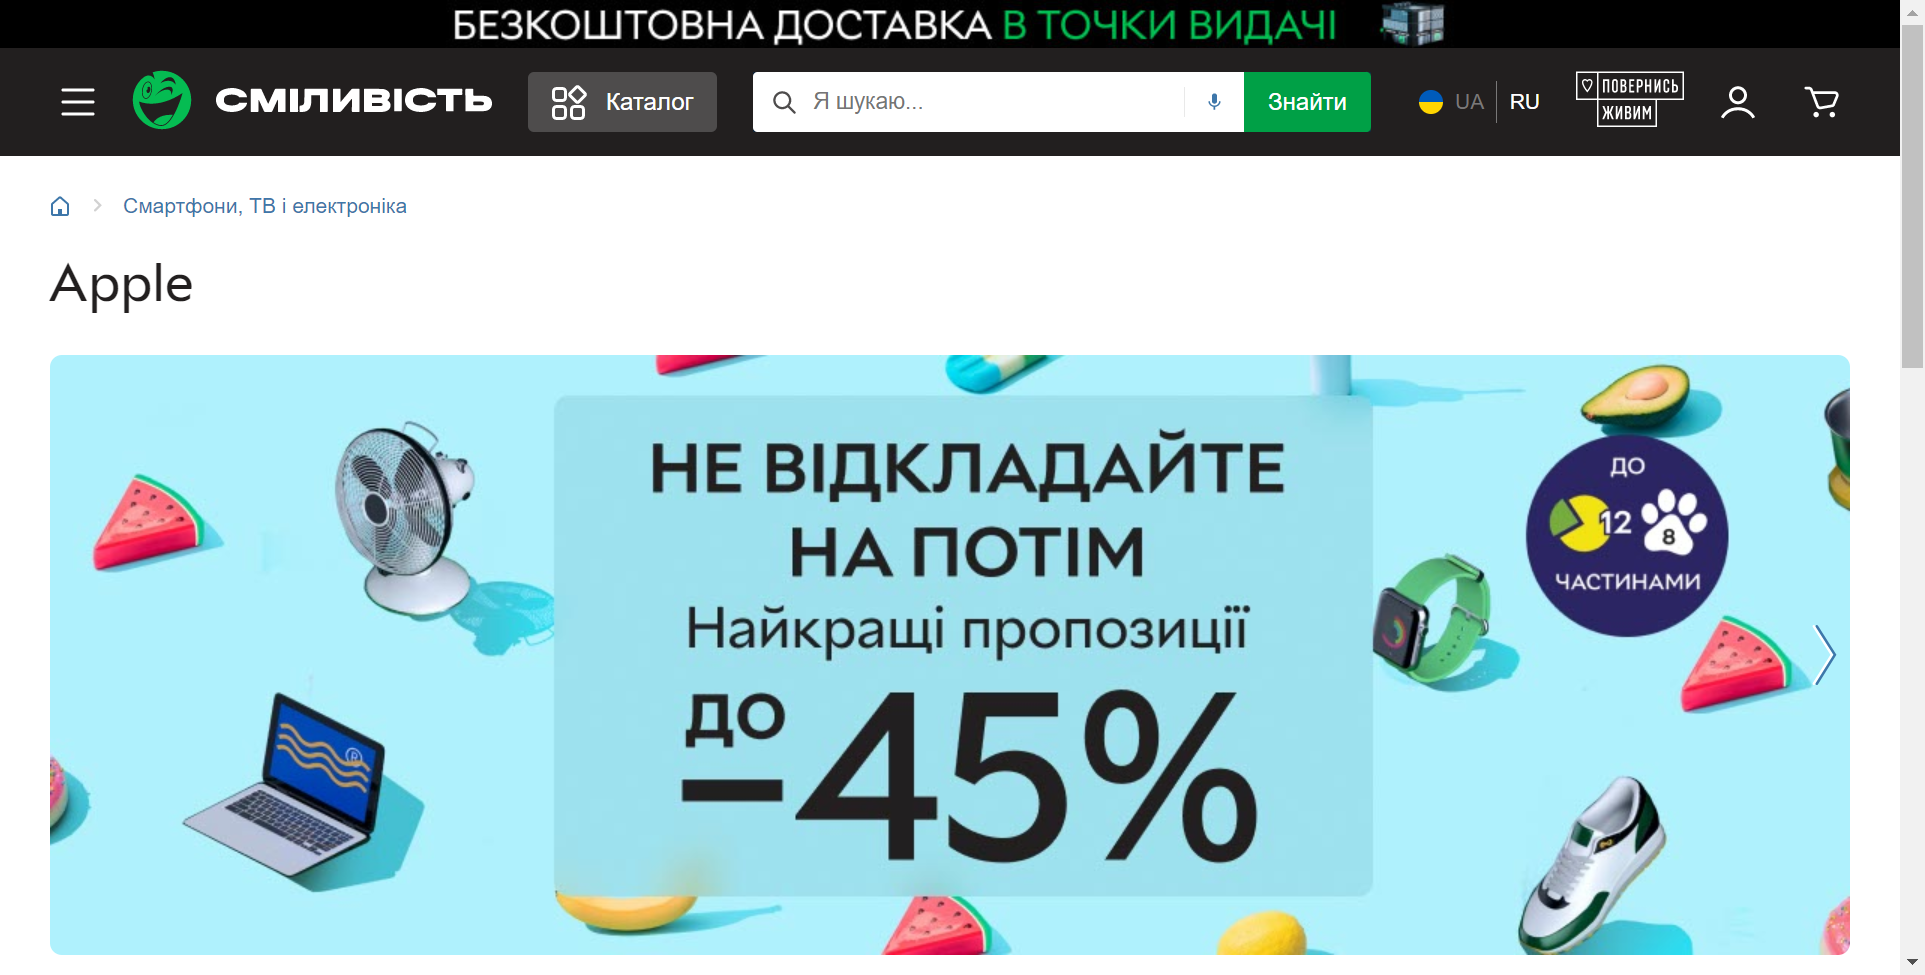 БЕЗКОШТОВНА ДОСТАВКА В ТОЧКИ ВИДАЧІ
СМІЛИВІСТЬ
Каталог
Я шукаю...
Знайти
UA
RU
ПОВЕРНИСЬ
ЖИВИМ
Смартфони, ТВ і електроніка
Apple
НЕ ВІДКЛАДАЙТЕ
НА ПОТІМ
Найкращі пропозиції
ДО
–45%
ДО
12
8
ЧАСТИНАМИ
®